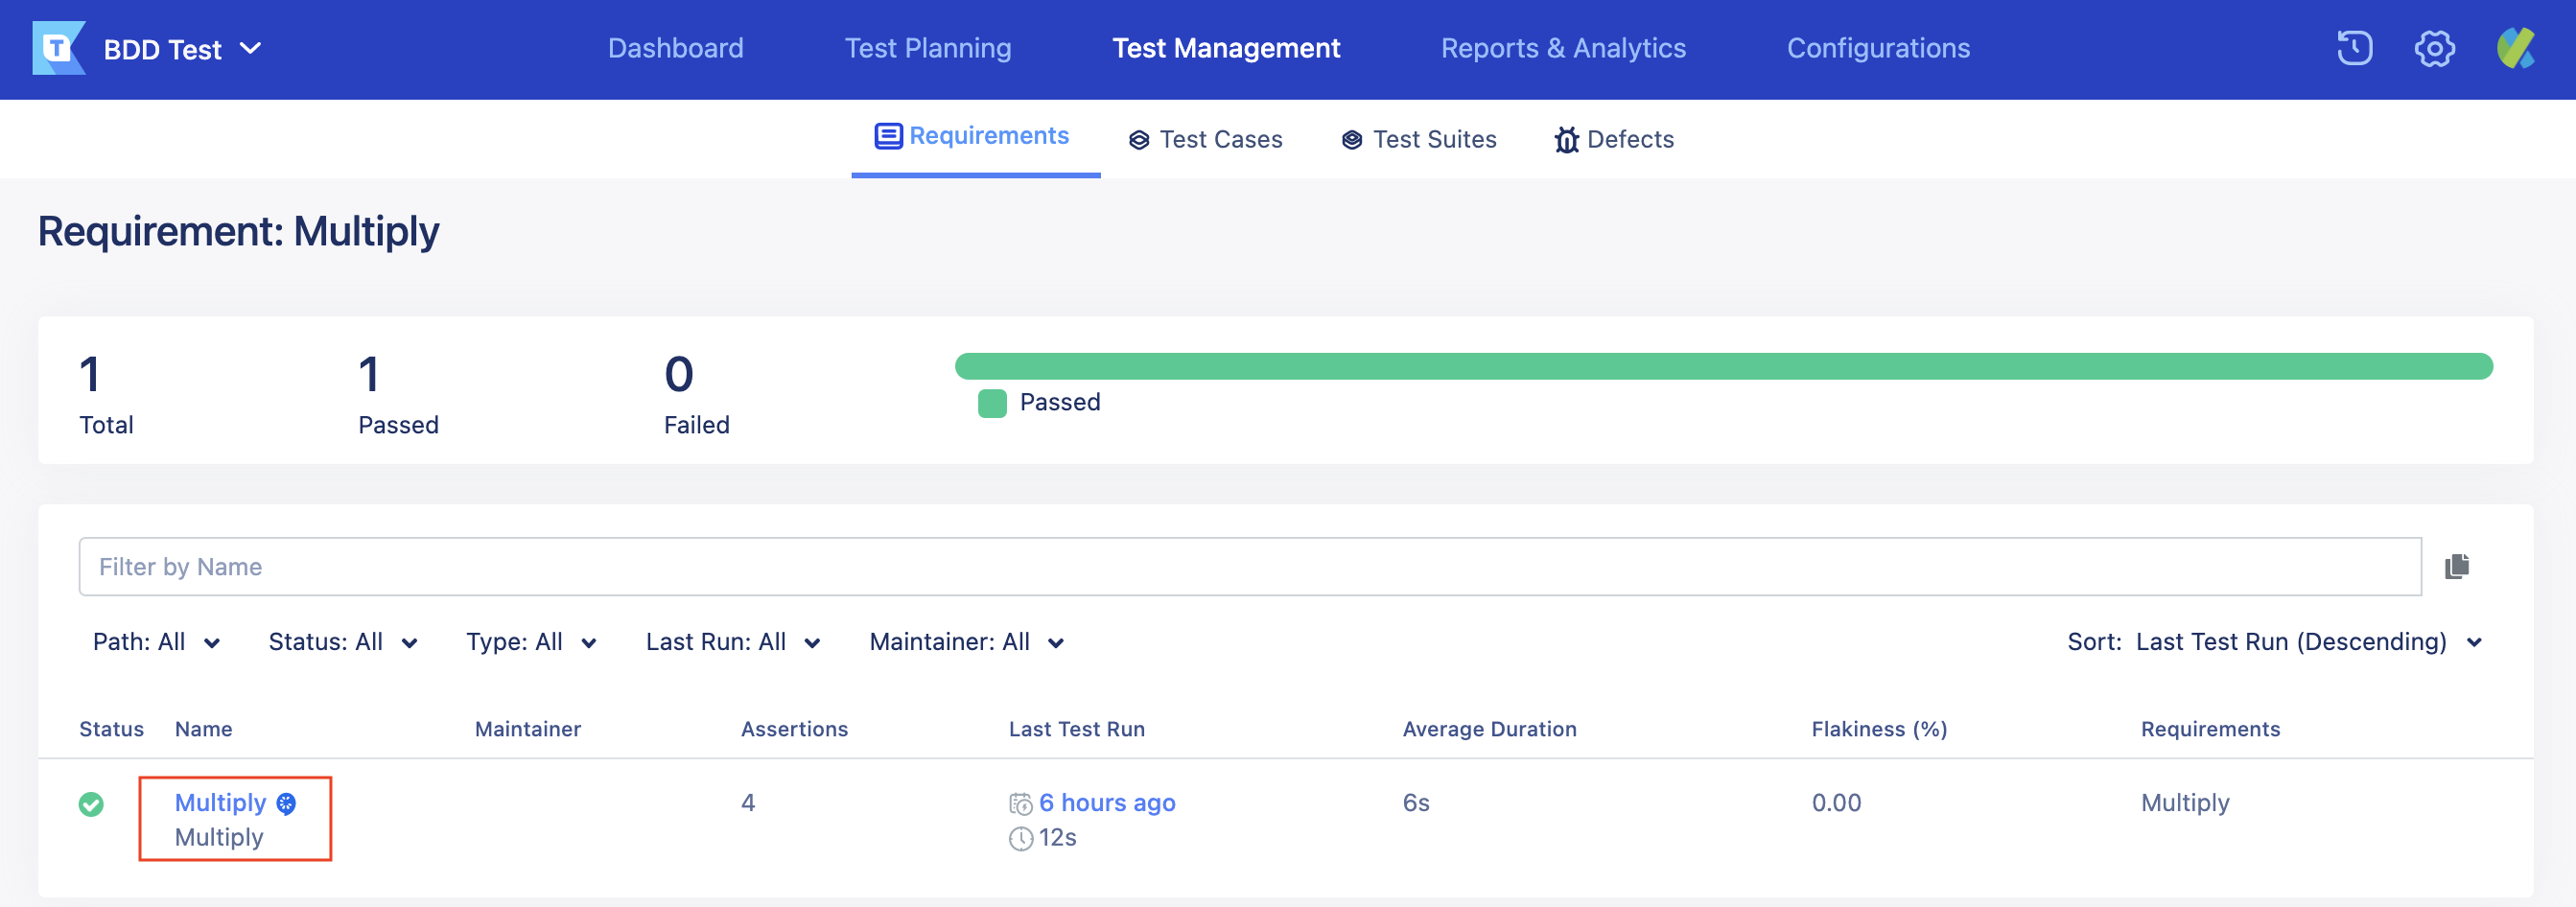 T BDD Test Dashboard Test Planning Test Management Reports & Analytics Configurations
Requirements Test Cases Test Suites Defects
Requirement: Multiply
1 1 0
Total Passed Failed
Passed
Filter by Name
Path: All Status: All Type: All Last Run: All Maintainer: All Sort: Last Test Run (Descending)
Status Name Maintainer Assertions Last Test Run Average Duration Flakiness (%) Requirements
Multiply 4 6 hours ago 6s 0.00 Multiply
Multiply 12s